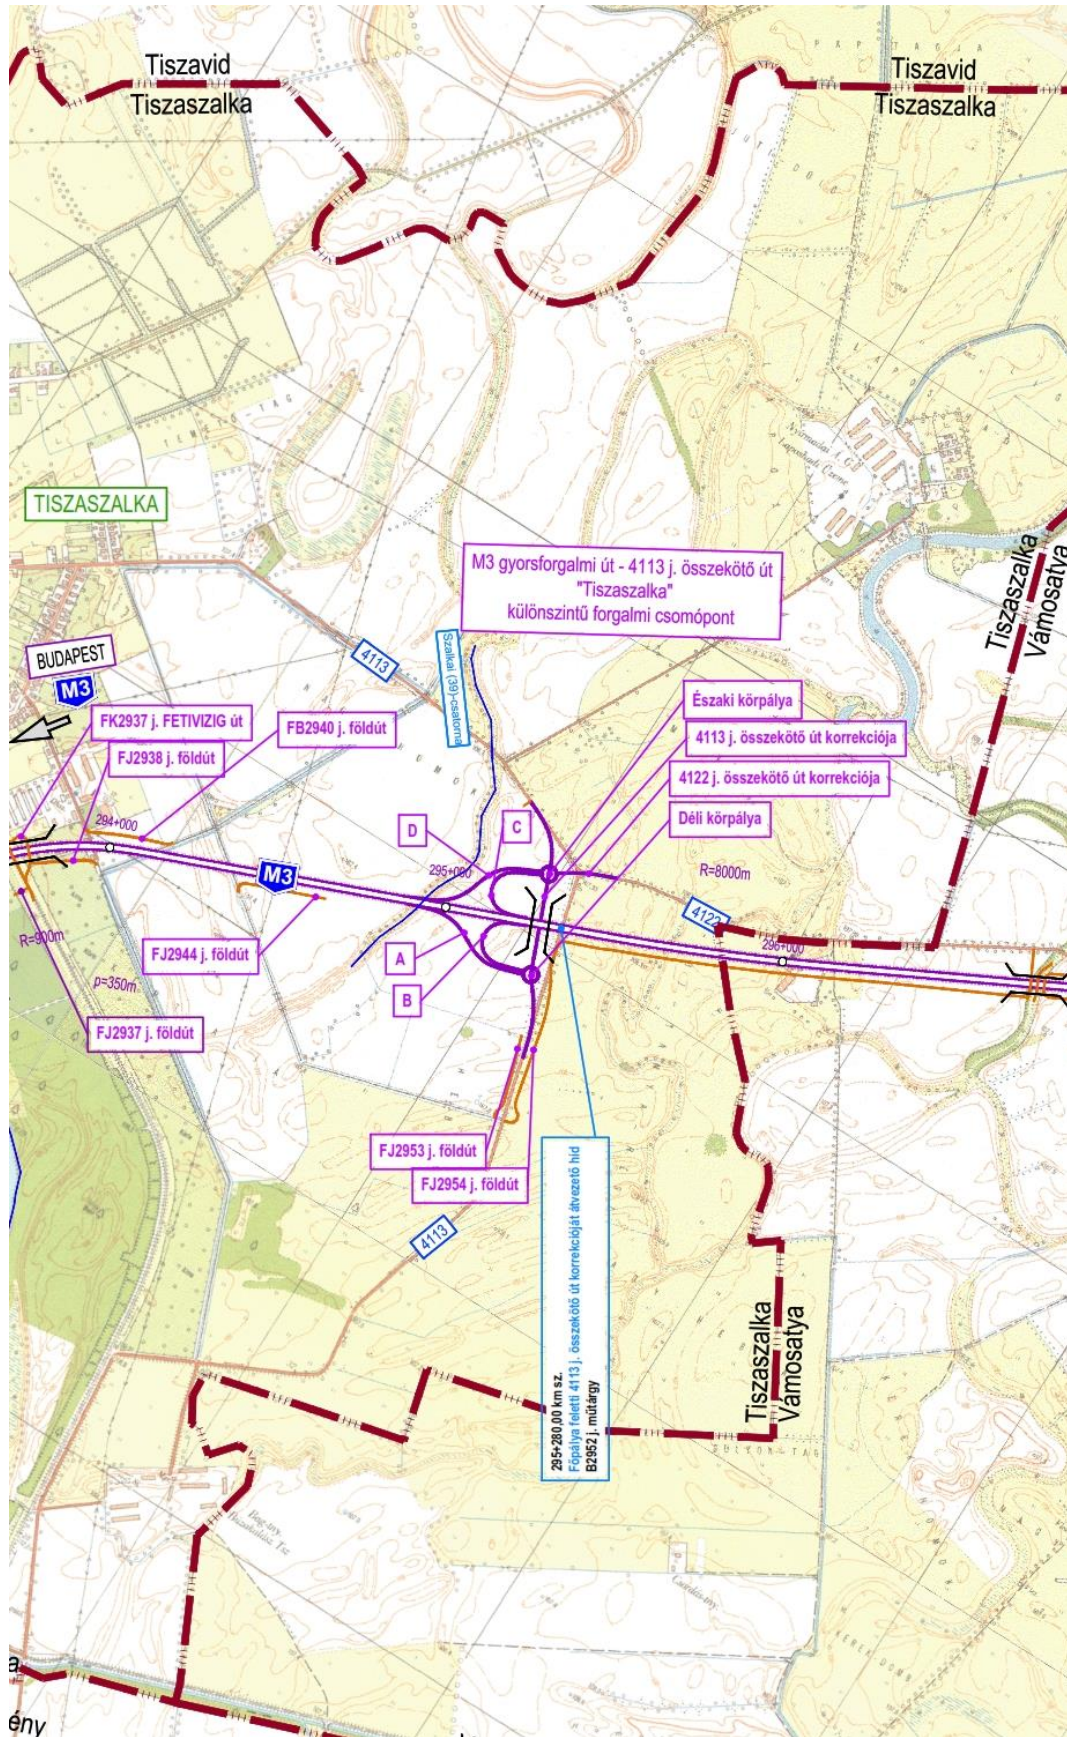 Tiszavid
Tiszaszalka
Tiszavid
Tiszaszalka
TISZASZALKA
M3 gyorsforgalmi út - 4113 j. összekötő út
"Tiszaszalka"
különszintű forgalmi csomópont
Tiszaszalka
Vámosatya
BUDAPEST
M3
4113
Szalkai (39)-csatorna
FK2937 j. FETIVIZIG út
FB2940 j. földút
FJ2938 j. földút
Északi körpálya
4113 j. összekötő út korrekciója
4122 j. összekötő út korrekciója
Déli körpálya
294+000
D
C
M3
295+000
R=8000m
4122
296+000
R=900m
p=350m
FJ2944 j. földút
A
B
FJ2937 j. földút
FJ2953 j. földút
FJ2954 j. földút
4113
295+280,00 km sz.
Főpálya feletti 4113 j. összekötő út korrekcióját átvezető híd
B2952 j. műtárgy
Tiszaszalka
Vámosatya
a
ény